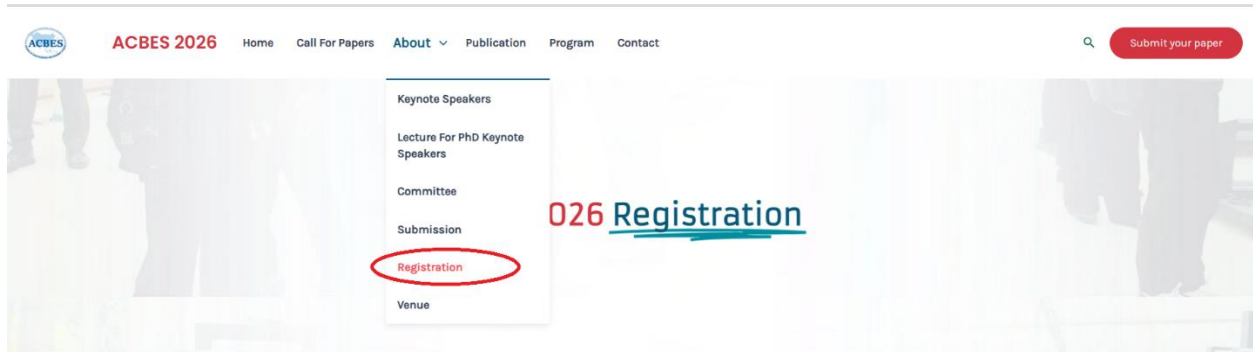 ACBES
ACBES 2026 Home Call For Papers About Publication Program Contact Submit your paper
Keynote Speakers
Lecture For PhD Keynote
Speakers
Committee
Submission
026 Registration
Registration
Venue